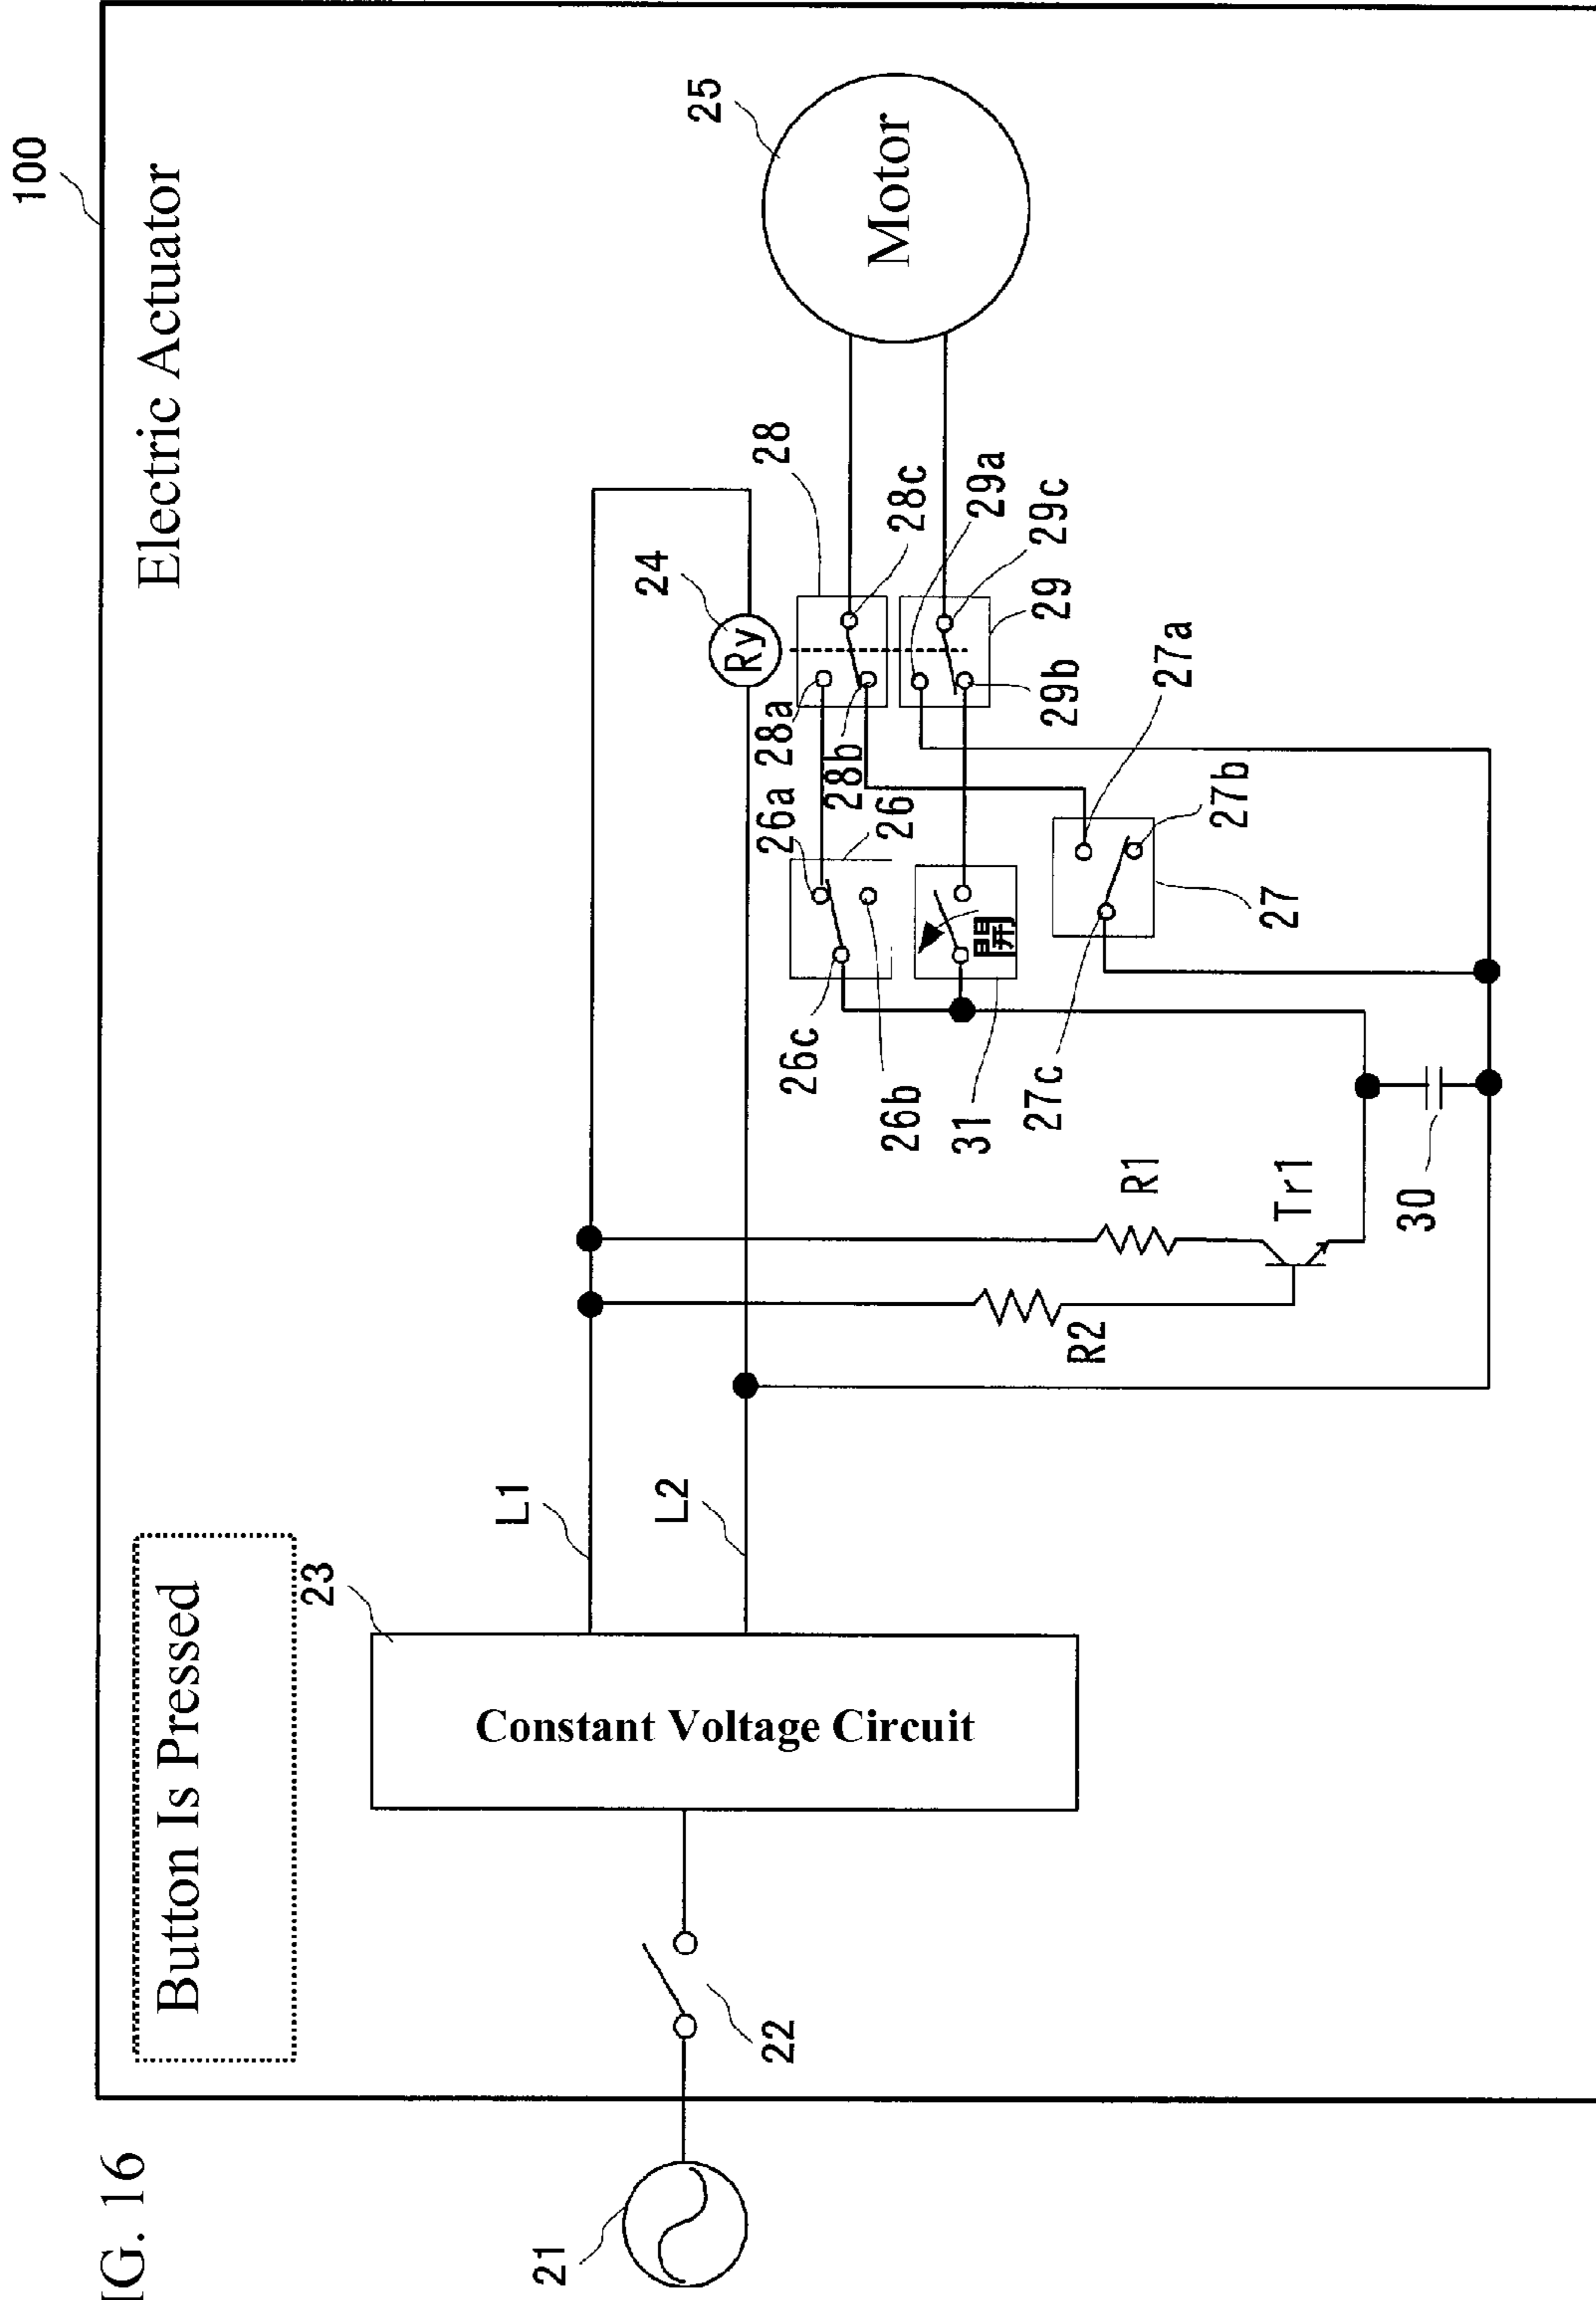 IG. 16
Button Is Pressed
Electric Actuator
100
21
22
23
Constant Voltage Circuit
L1
L2
R2
R1
Tr1
30
24
Ry
28
28a
28b
28c
29
29a
29b
29c
26
26a
26b
26c
31
開
27
27a
27b
27c
25
Motor